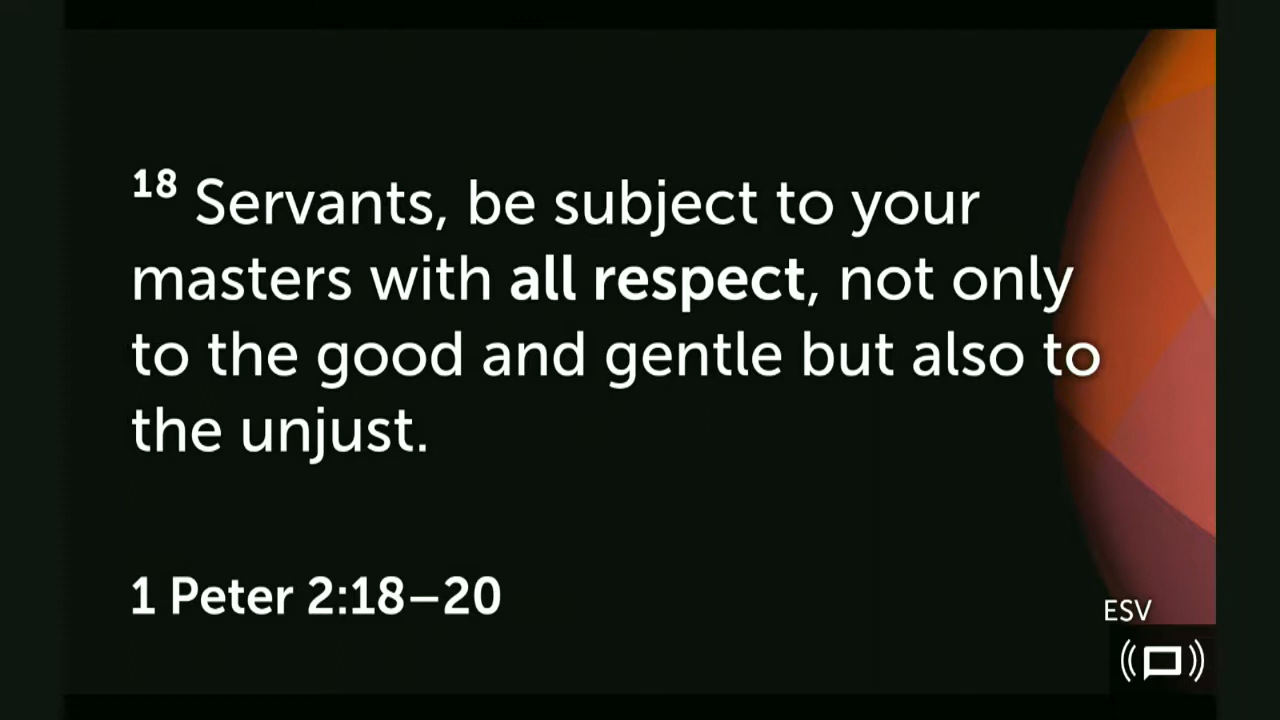 18 Servants, be subject to your
masters with all respect, not only
to the good and gentle but also to
the unjust.
1 Peter 2:18–20
ESV